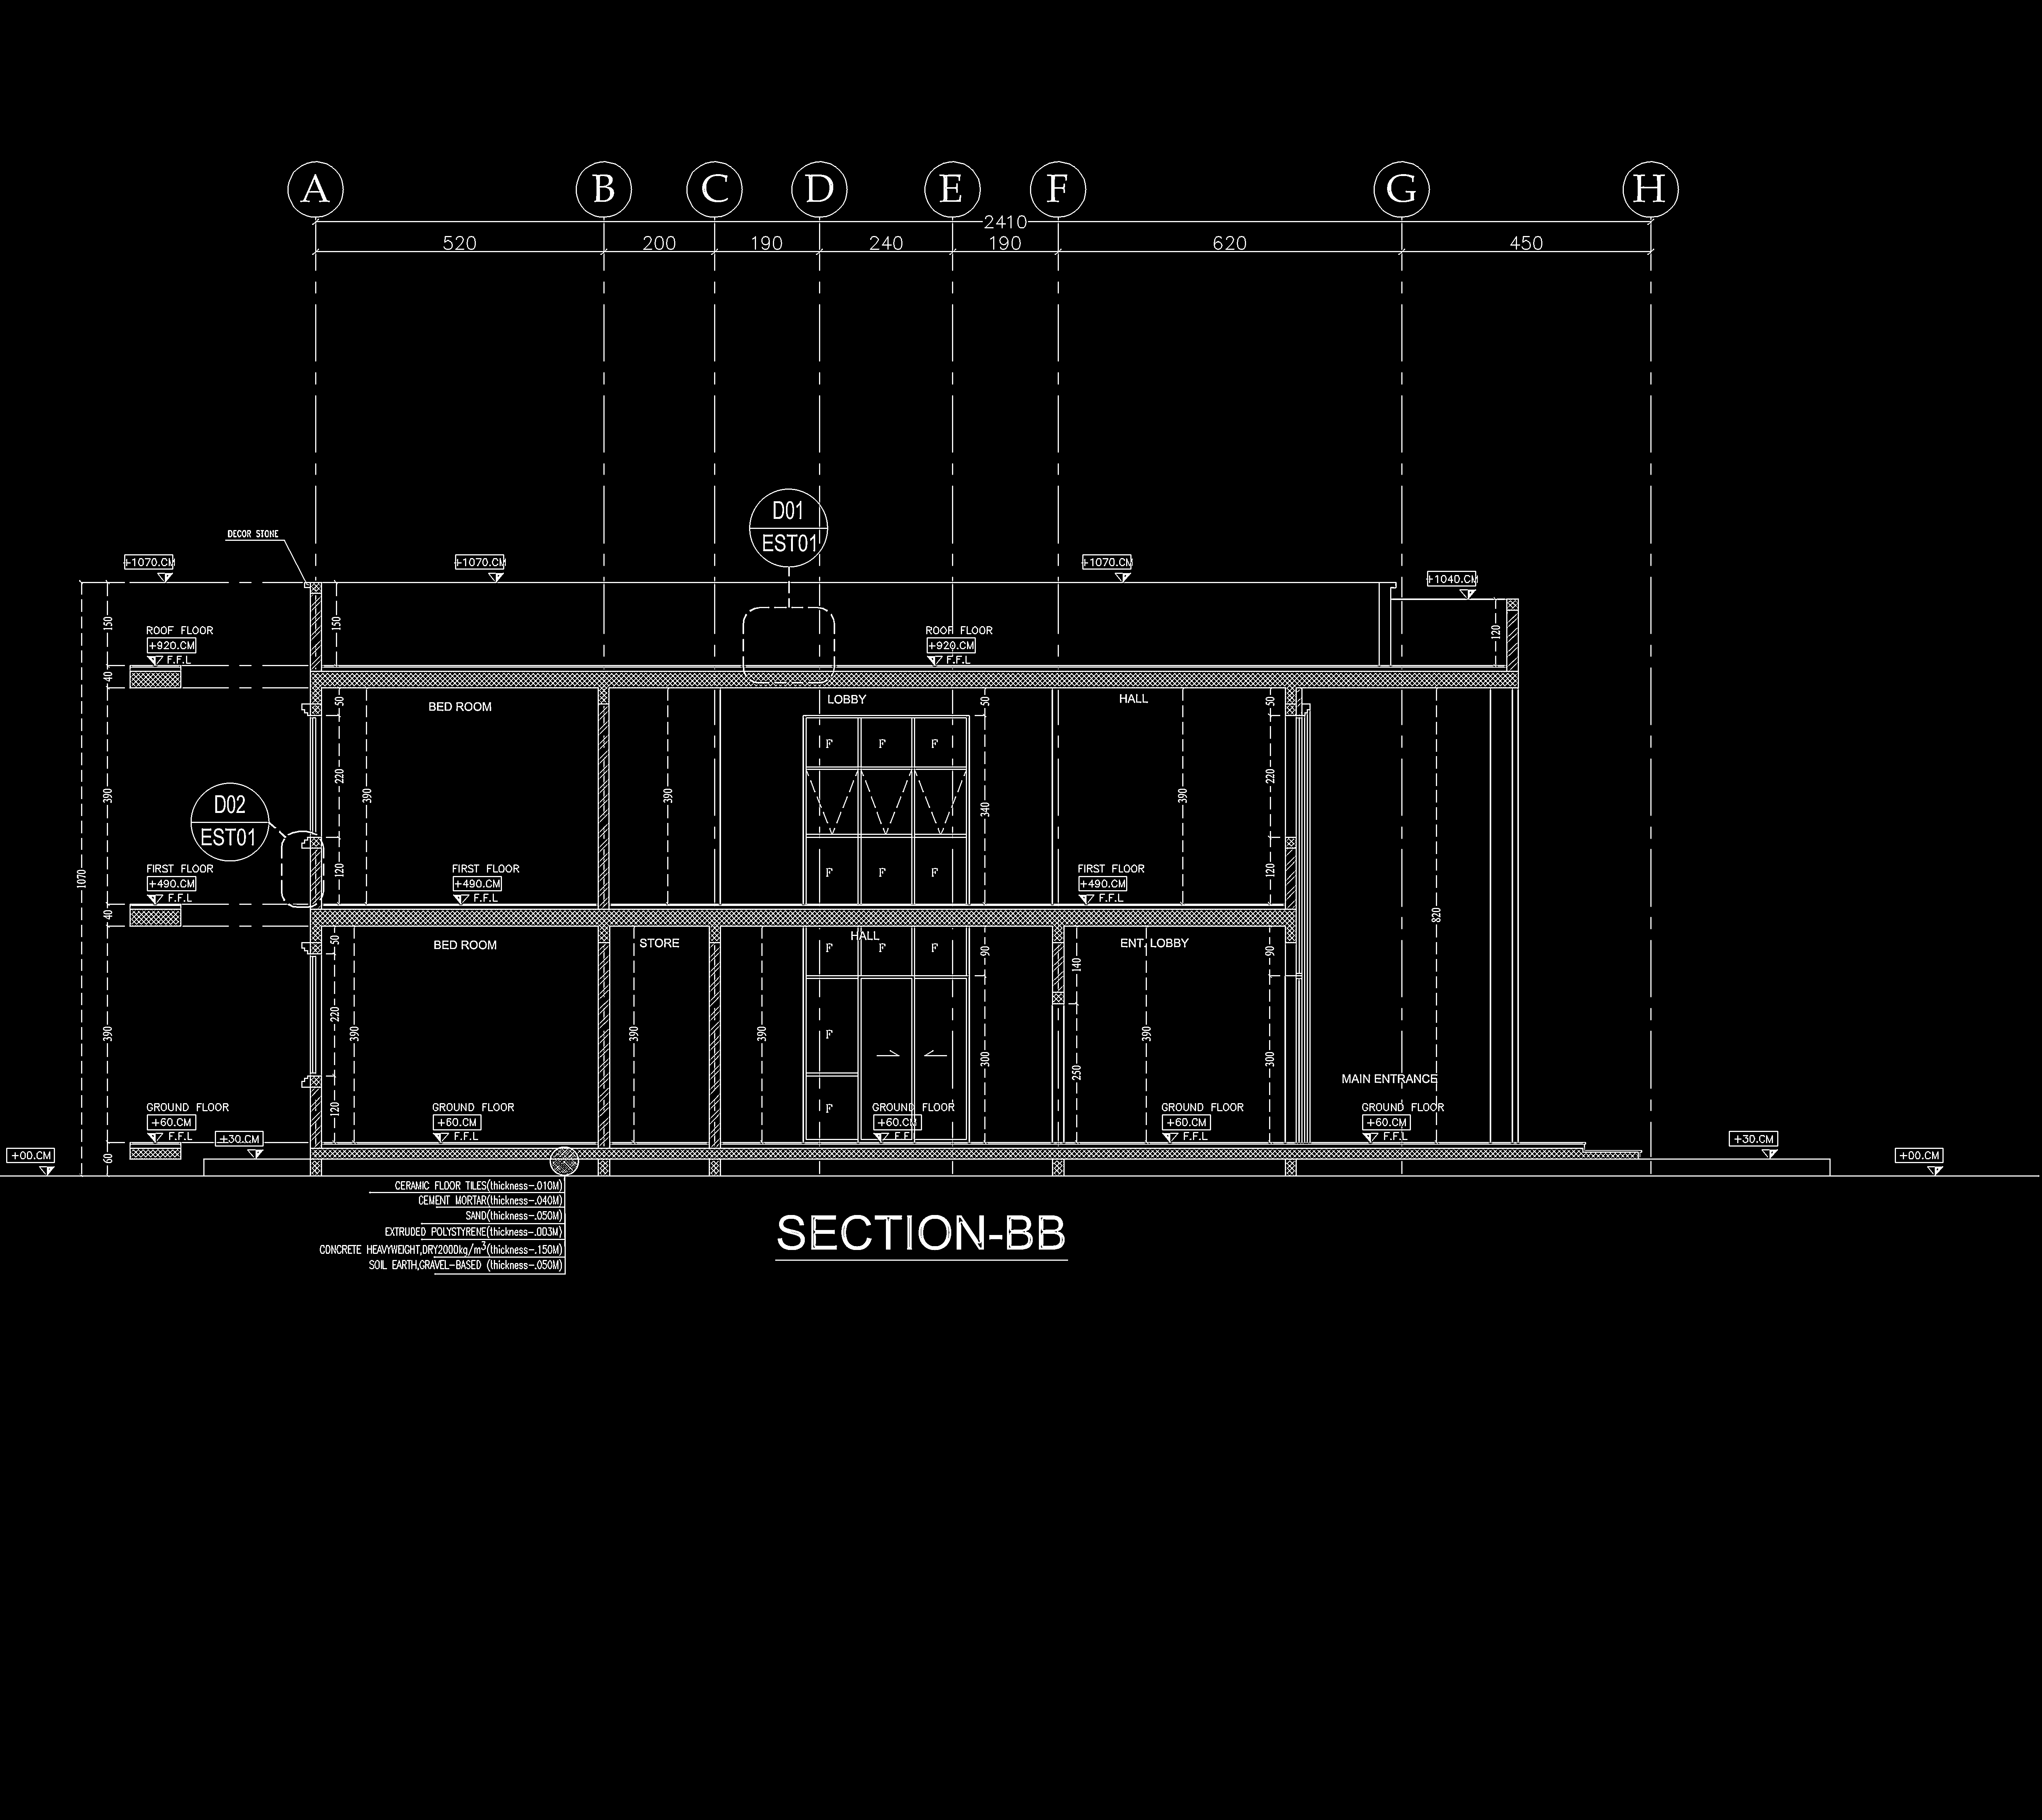 A B C D E F G H
2410
520 200 190 240 190 620 450
D01
EST01
DECOR STONE
+1070.CM +1070.CM +1070.CM
+1040.CM
150 150 120
ROOF FLOOR ROOF FLOOR
+920.CM +920.CM
F.F.L F.F.L
40
BED ROOM LOBBY HALL
50 50 50
F F F
220 220
390 390 390 340 390
D02
EST01
120 120
F F F
1070
820
FIRST FLOOR FIRST FLOOR FIRST FLOOR
+490.CM +490.CM +490.CM
F.F.L F.F.L F.F.L
40
BED ROOM STORE HALL ENT. LOBBY
50 F F F 90 140 90
220
390 390 390 390 F 390
300 250 300
MAIN ENTRANCE
120
F
GROUND FLOOR GROUND FLOOR GROUND FLOOR GROUND FLOOR GROUND FLOOR
+60.CM +60.CM +60.CM +60.CM +60.CM
F.F.L F.F.L F.F F.F.L F.F.L
+30.CM +30.CM
60
+00.CM +00.CM
CERAMIC FLOOR TILES(thickness-.010M)
CEMENT MORTAR(thickness-.040M)
SAND(thickness-.050M)
EXTRUDED POLYSTYRENE(thickness-.003M)
CONCRETE HEAVYWEIGHT,DRY2000kg/m³(thickness-.150M)
SOIL EARTH,GRAVEL-BASED (thickness-.050M)
SECTION-BB